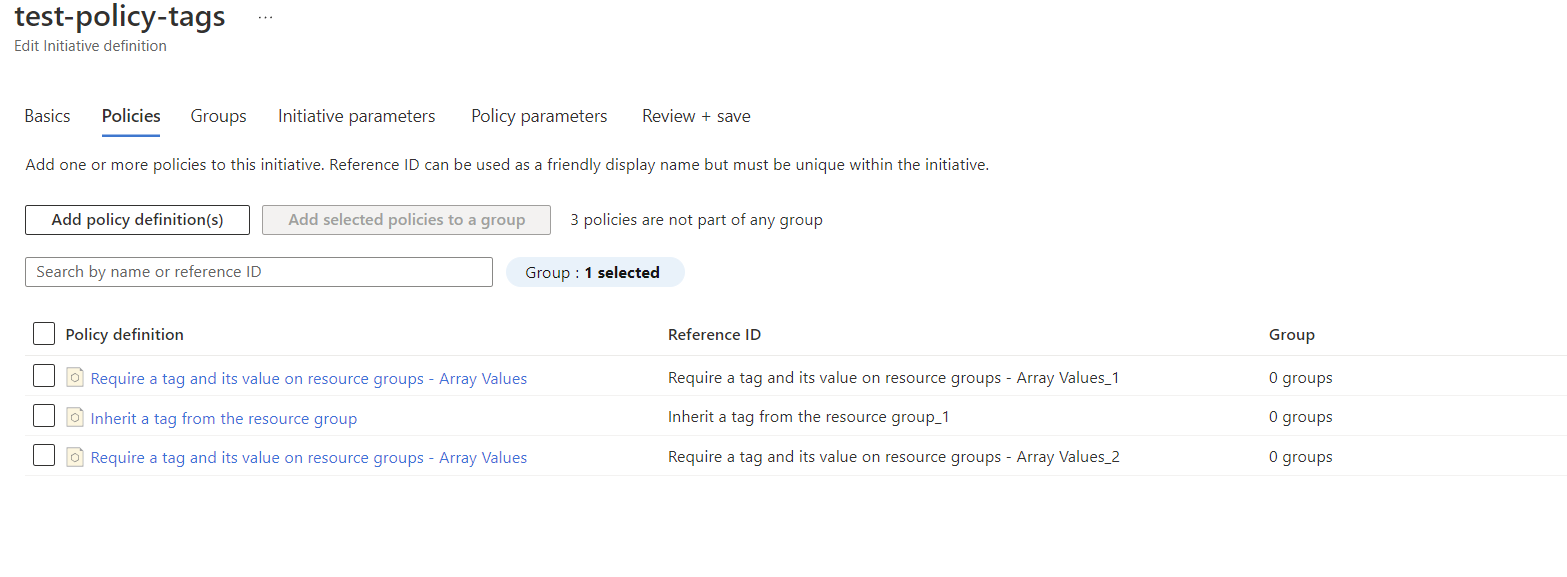 test-policy-tags ...
Edit Initiative definition
Basics Policies Groups Initiative parameters Policy parameters Review + save
Add one or more policies to this initiative. Reference ID can be used as a friendly display name but must be unique within the initiative.
Add policy definition(s) Add selected policies to a group 3 policies are not part of any group
Search by name or reference ID Group : 1 selected
Policy definition Reference ID Group
Require a tag and its value on resource groups - Array Values Require a tag and its value on resource groups - Array Values_1 0 groups
Inherit a tag from the resource group Inherit a tag from the resource group_1 0 groups
Require a tag and its value on resource groups - Array Values Require a tag and its value on resource groups - Array Values_2 0 groups